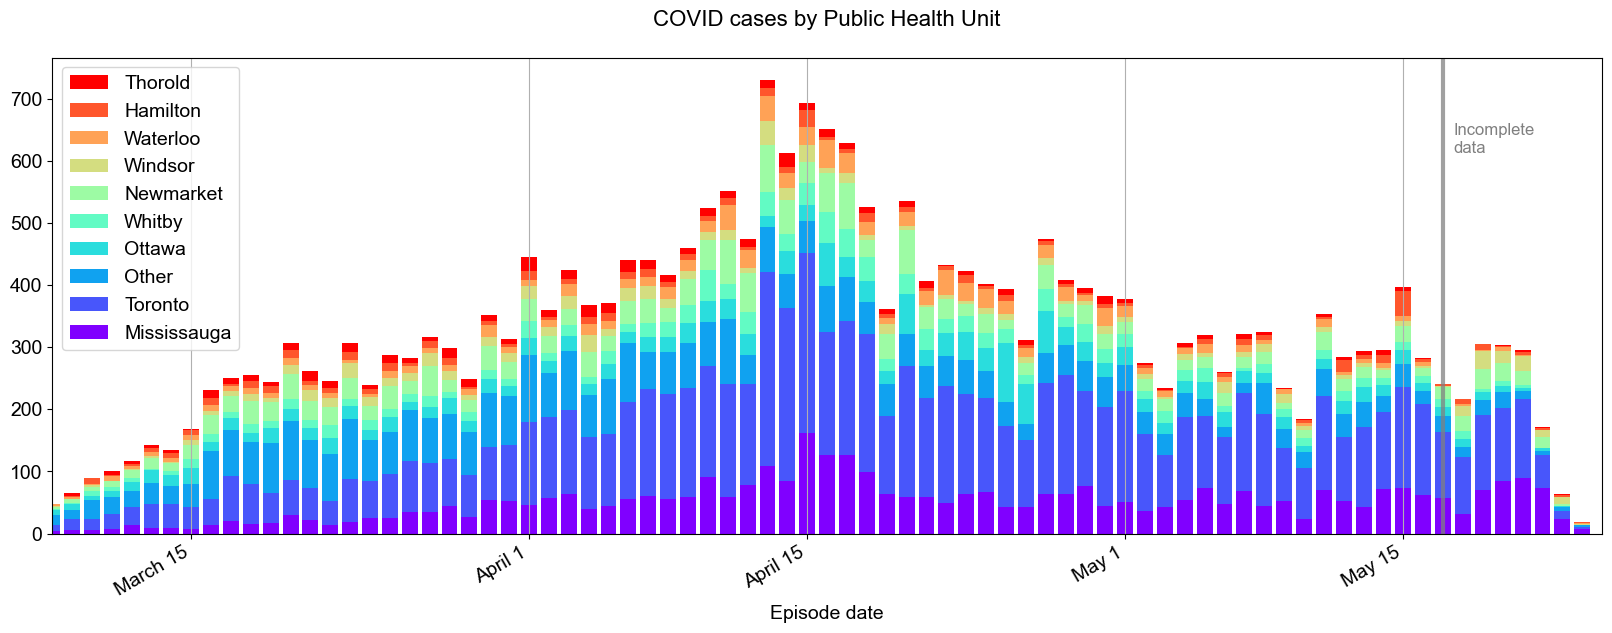 COVID cases by Public Health Unit
700
600
500
400
300
200
100
0
Thorold
Hamilton
Waterloo
Windsor
Newmarket
Whitby
Ottawa
Other
Toronto
Mississauga
Incomplete
data
March 15
April 1
April 15
May 1
May 15
Episode date